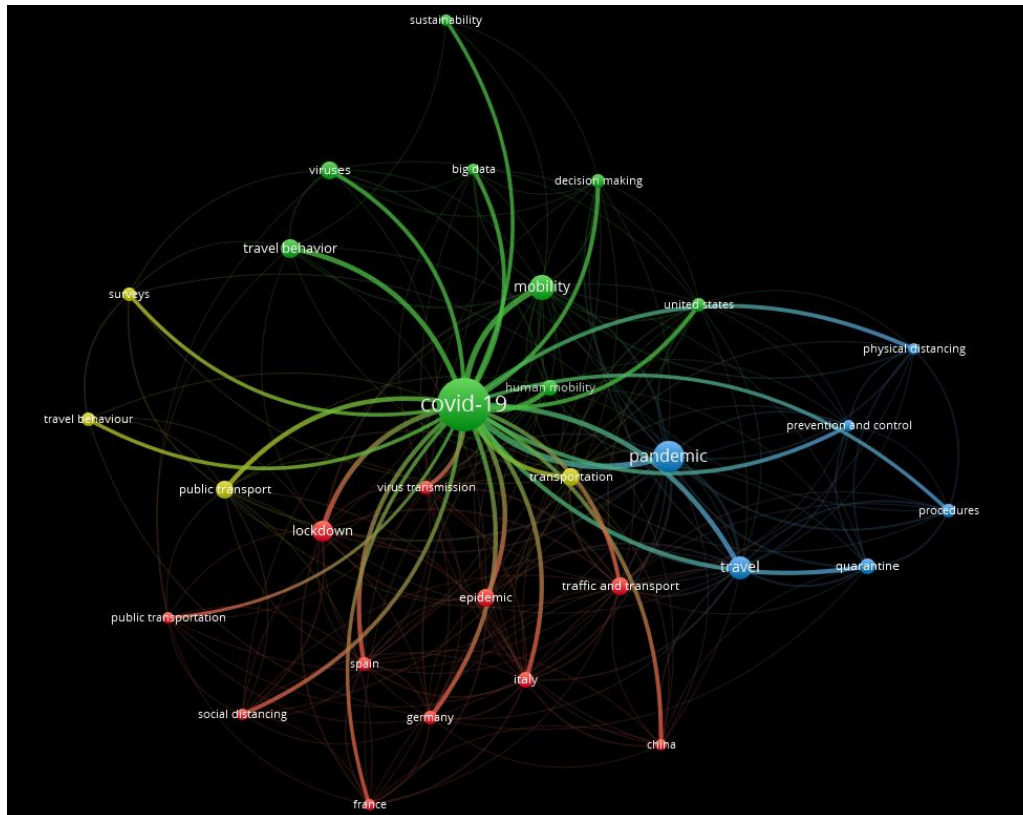 sustainability
viruses
big data
decision making
travel behavior
mobility
surveys
united states
physical distancing
human mobility
covid-19
travel behaviour
prevention and control
pandemic
transportation
public transport
virus transmission
procedures
lockdown
travel
quarantine
traffic and transport
epidemic
public transportation
spain
italy
social distancing
germany
china
france